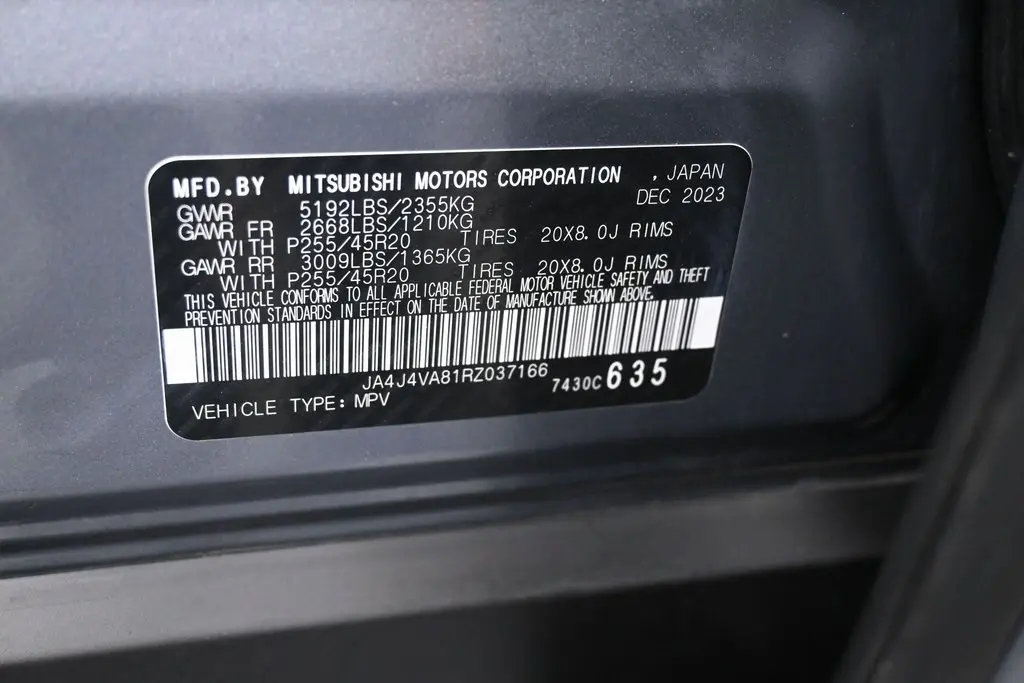 MFD.BY MITSUBISHI MOTORS CORPORATION , JAPAN
DEC 2023
GVWR 5192LBS/2355KG
GAWR FR 2668LBS/1210KG
WITH P255/45R20 TIRES 20X8.0J RIMS
GAWR RR 3009LBS/1365KG
WITH P255/45R20 TIRES 20X8.0J RIMS
THIS VEHICLE CONFORMS TO ALL APPLICABLE FEDERAL MOTOR VEHICLE SAFETY AND THEFT
PREVENTION STANDARDS IN EFFECT ON THE DATE OF MANUFACTURE SHOWN ABOVE.
JA4J4VA81RZ037166
7430C 635
VEHICLE TYPE: MPV